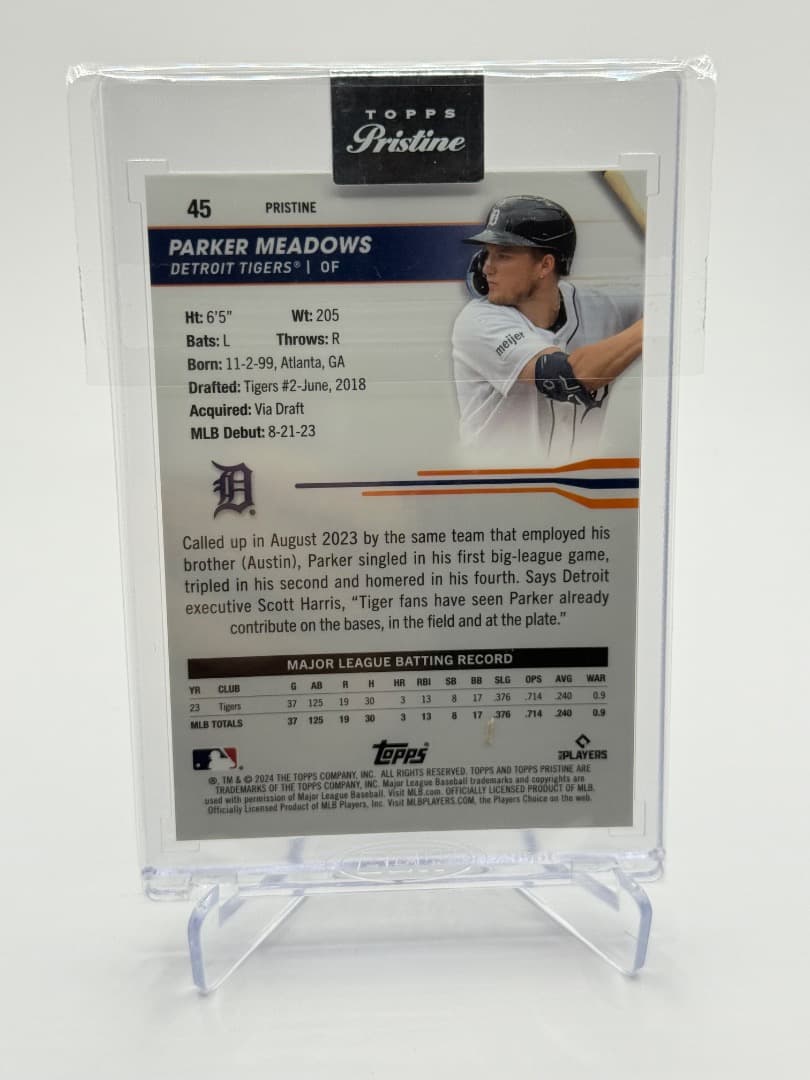 TOPPS
Pristine
45 PRISTINE
PARKER MEADOWS
DETROIT TIGERS® | OF
Ht: 6'5" Wt: 205
Bats: L Throws: R
Born: 11-2-99, Atlanta, GA
Drafted: Tigers #2-June, 2018
Acquired: Via Draft
MLB Debut: 8-21-23
meijer
D
Called up in August 2023 by the same team that employed his
brother (Austin), Parker singled in his first big-league game,
tripled in his second and homered in his fourth. Says Detroit
executive Scott Harris, “Tiger fans have seen Parker already
contribute on the bases, in the field and at the plate.”
MAJOR LEAGUE BATTING RECORD
YR CLUB G AB R H HR RBI SB BB SLG OPS AVG WAR
23 Tigers 37 125 19 30 3 13 8 17 .376 .714 .240 0.9
MLB TOTALS 37 125 19 30 3 13 8 17 .376 .714 .240 0.9
topps® PLAYERS
®, TM & © 2024 THE TOPPS COMPANY, INC. ALL RIGHTS RESERVED. TOPPS AND TOPPS PRISTINE ARE
TRADEMARKS OF THE TOPPS COMPANY, INC. Major League Baseball trademarks and copyrights are
used with permission of Major League Baseball. Visit MLB.com. OFFICIALLY LICENSED PRODUCT OF MLB
Officially Licensed Product of MLB Players, Inc. Visit MLBPLAYERS.COM, the Players Choice on the web.